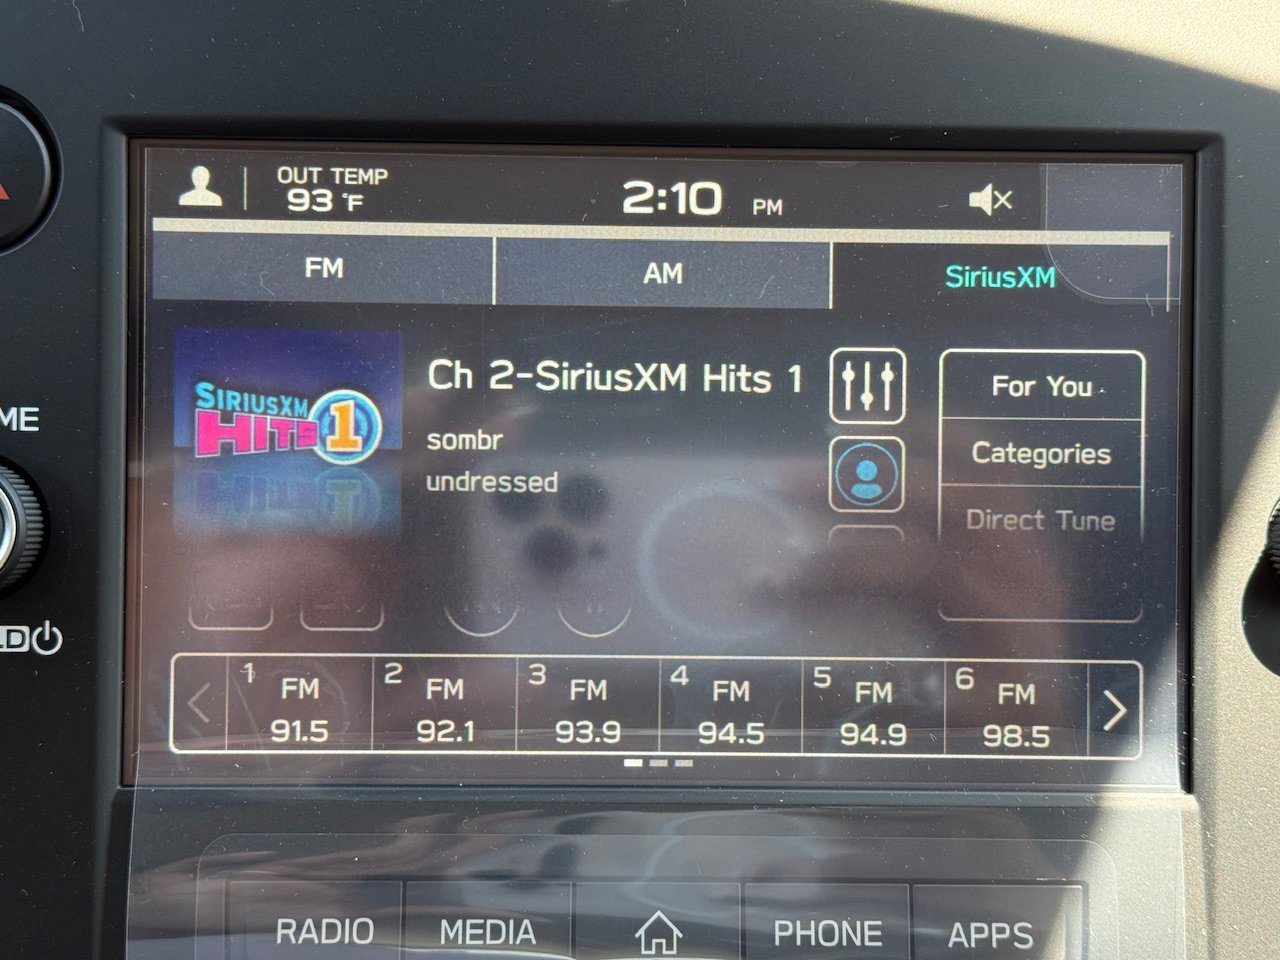 OUT TEMP
93 °F
2:10 PM
FM
AM
SiriusXM
SIRIUSXM
HITS 1
Ch 2-SiriusXM Hits 1
sombr
undressed
For You
Categories
Direct Tune
ME
LD
1 FM 91.5
2 FM 92.1
3 FM 93.9
4 FM 94.5
5 FM 94.9
6 FM 98.5
RADIO
MEDIA
PHONE
APPS